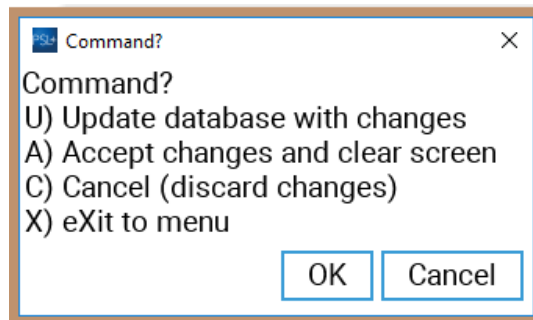 PSL+ Command?
Command?
U) Update database with changes
A) Accept changes and clear screen
C) Cancel (discard changes)
X) eXit to menu
OK Cancel